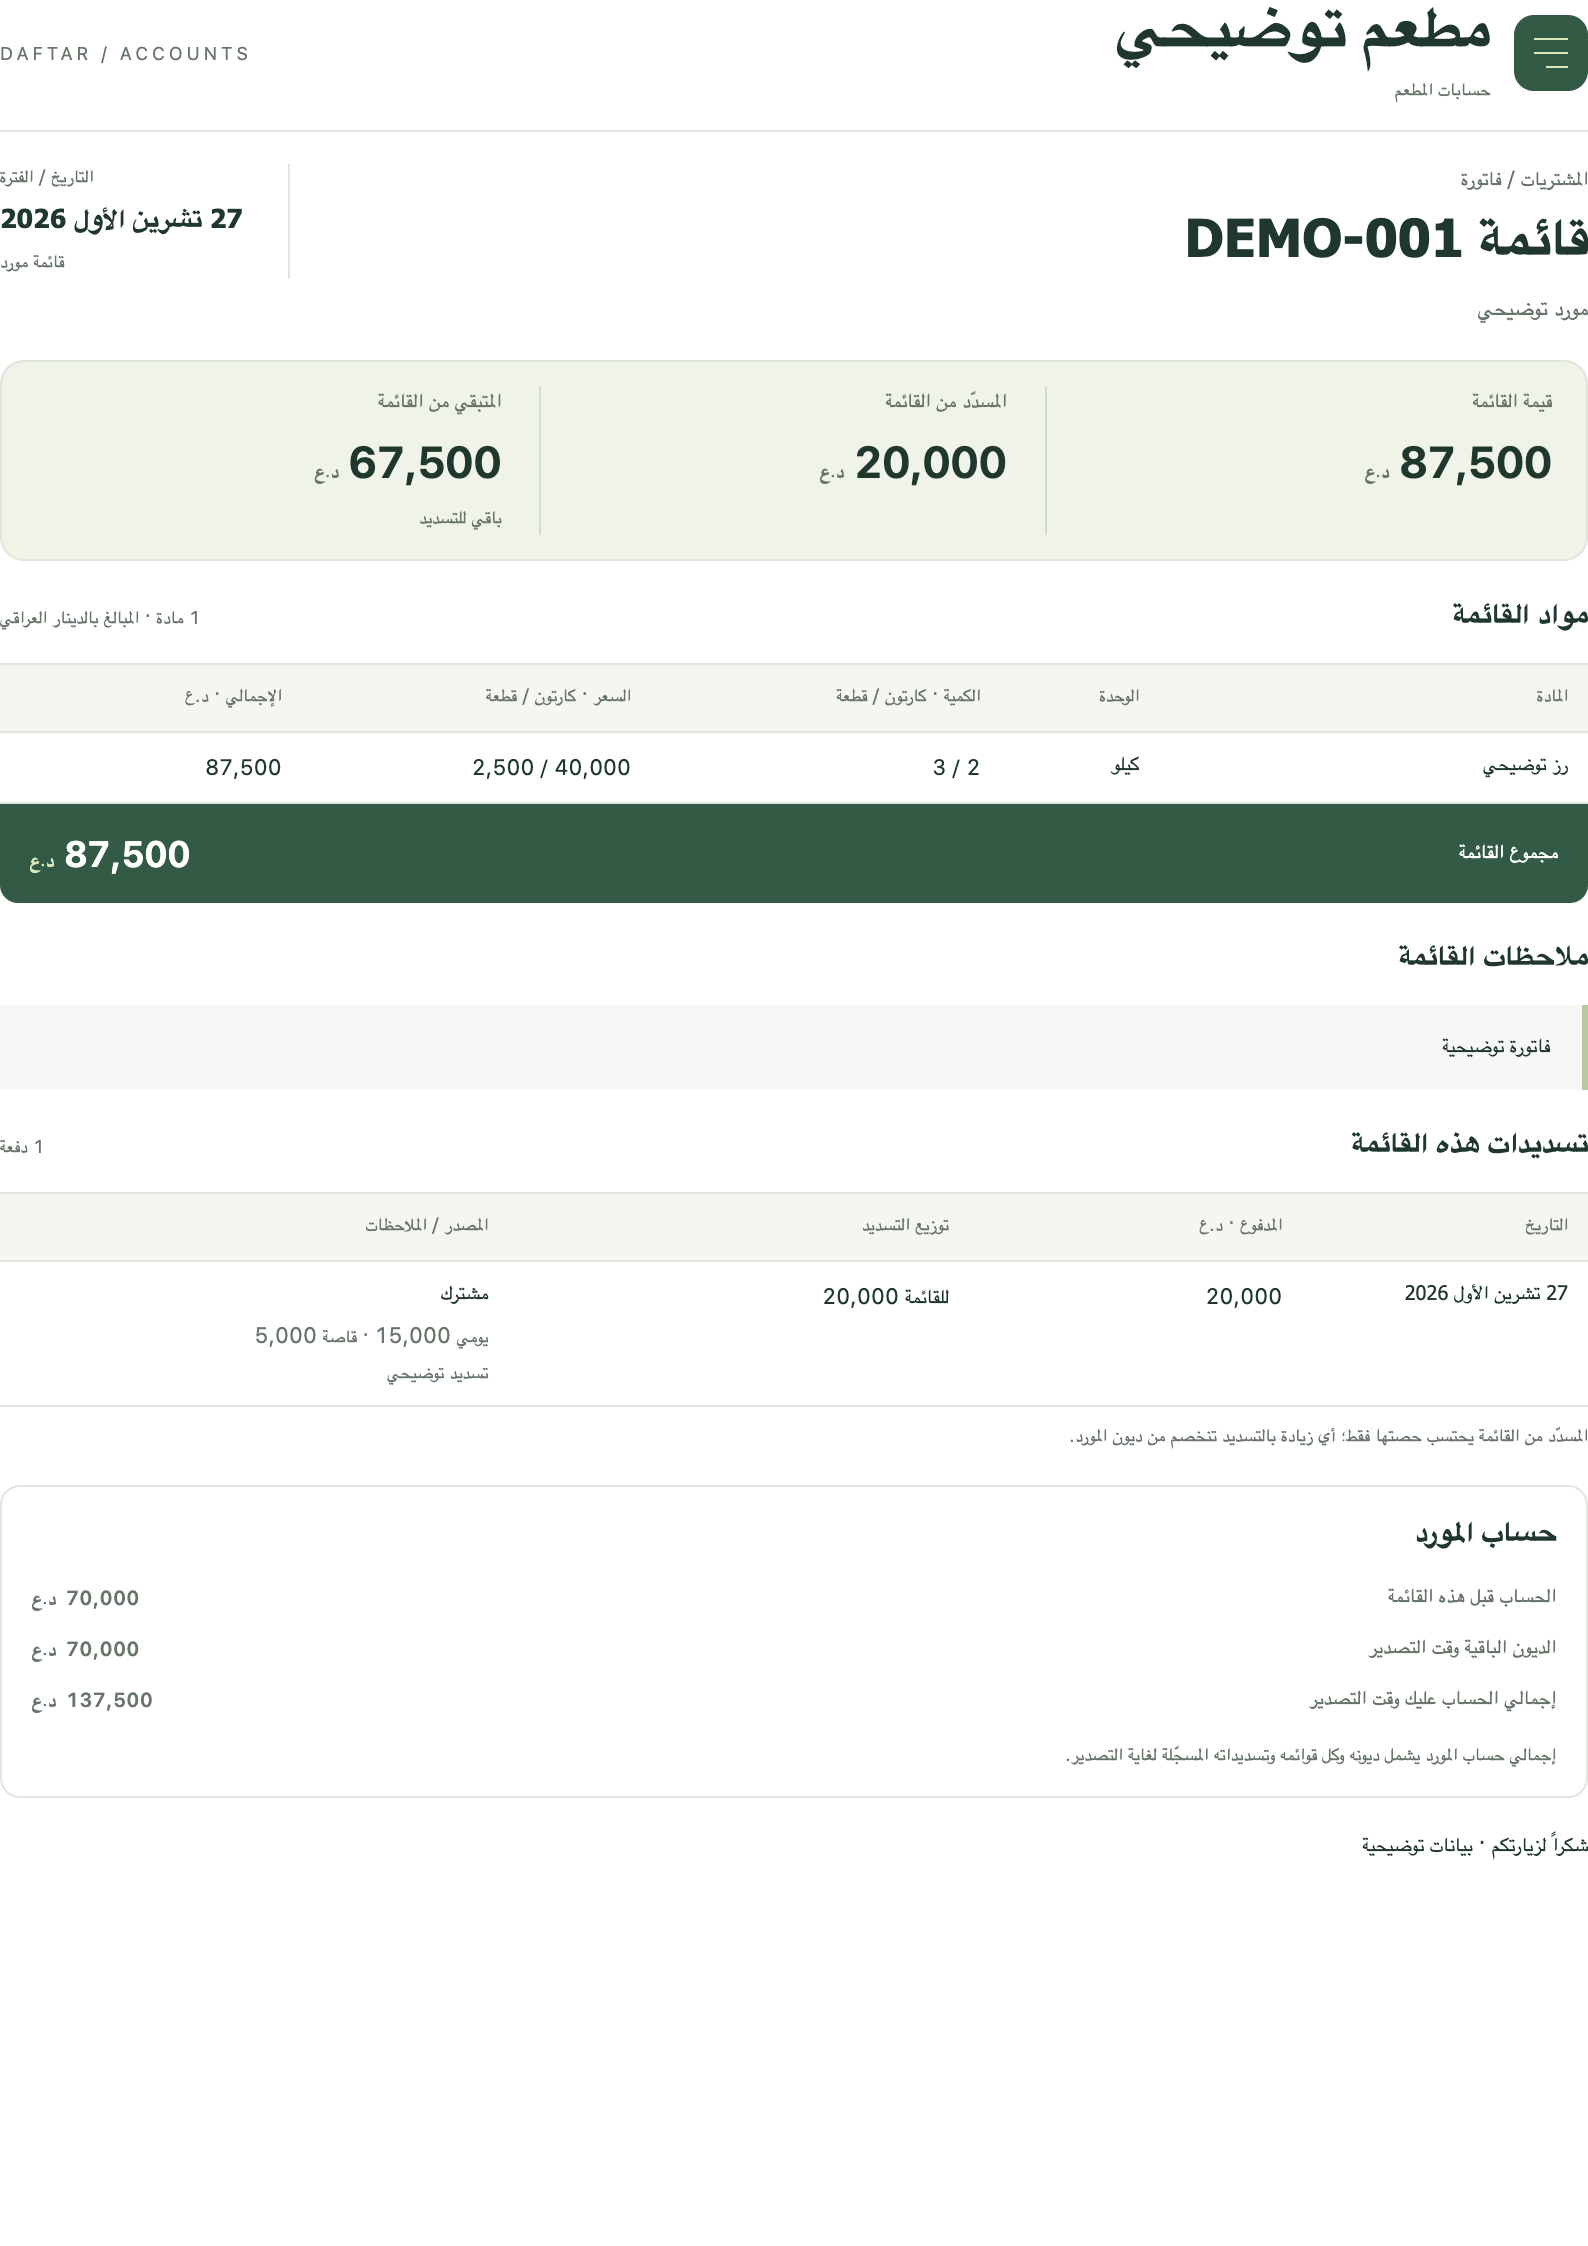 مطعم توضيحي
حسابات المطعم
DAFTAR / ACCOUNTS
المشتريات / فاتورة
قائمة DEMO-001
مورد توضيحي
التاريخ / الفترة
27 تشرين الأول 2026
قائمة مورد
قيمة القائمة
87,500 د.ع
المسدّد من القائمة
20,000 د.ع
المتبقي من القائمة
67,500 د.ع
باقي للتسديد
مواد القائمة
1 مادة · المبالغ بالدينار العراقي
المادة الوحدة الكمية · كارتون / قطعة السعر · كارتون / قطعة الإجمالي · د.ع
رز توضيحي كيلو 2 / 3 40,000 / 2,500 87,500
مجموع القائمة 87,500 د.ع
ملاحظات القائمة
فاتورة توضيحية
تسديدات هذه القائمة
1 دفعة
التاريخ المدفوع · د.ع توزيع التسديد المصدر / الملاحظات
27 تشرين الأول 2026 20,000 للقائمة 20,000 مشترك
يومي 15,000 · قاصة 5,000
تسديد توضيحي
المسدّد من القائمة يحتسب حصتها فقط؛ أي زيادة بالتسديد تنخصم من ديون المورد.
حساب المورد
الحساب قبل هذه القائمة 70,000 د.ع
الديون الباقية وقت التصدير 70,000 د.ع
إجمالي الحساب عليك وقت التصدير 137,500 د.ع
إجمالي حساب المورد يشمل ديونه وكل قوائمه وتسديداته المسجّلة لغاية التصدير.
شكراً لزيارتكم · بيانات توضيحية